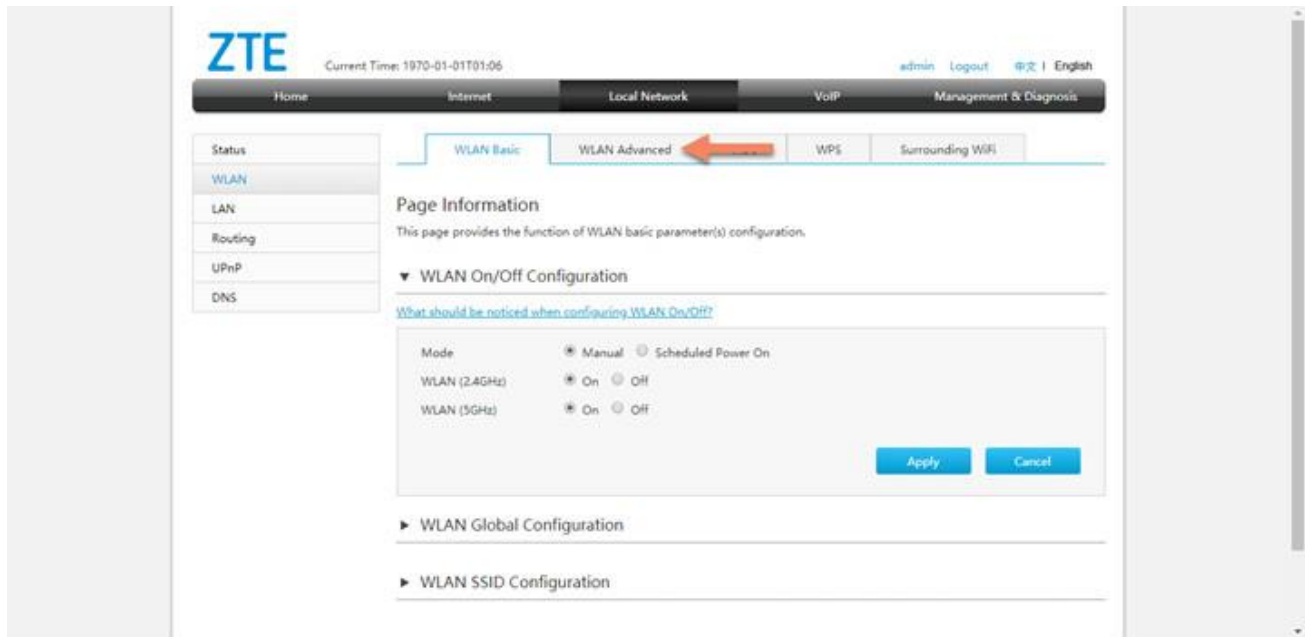 ZTE
Current Time: 1970-01-01T01:06
admin Logout 中文 | English
Home Internet Local Network VoIP Management & Diagnosis
Status
WLAN
LAN
Routing
UPnP
DNS
WLAN Basic WLAN Advanced WPS Surrounding WiFi
Page Information
This page provides the function of WLAN basic parameter(s) configuration.
▼ WLAN On/Off Configuration
What should be noticed when configuring WLAN On/Off?
Mode Manual Scheduled Power On
WLAN (2.4GHz) On Off
WLAN (5GHz) On Off
Apply Cancel
► WLAN Global Configuration
► WLAN SSID Configuration